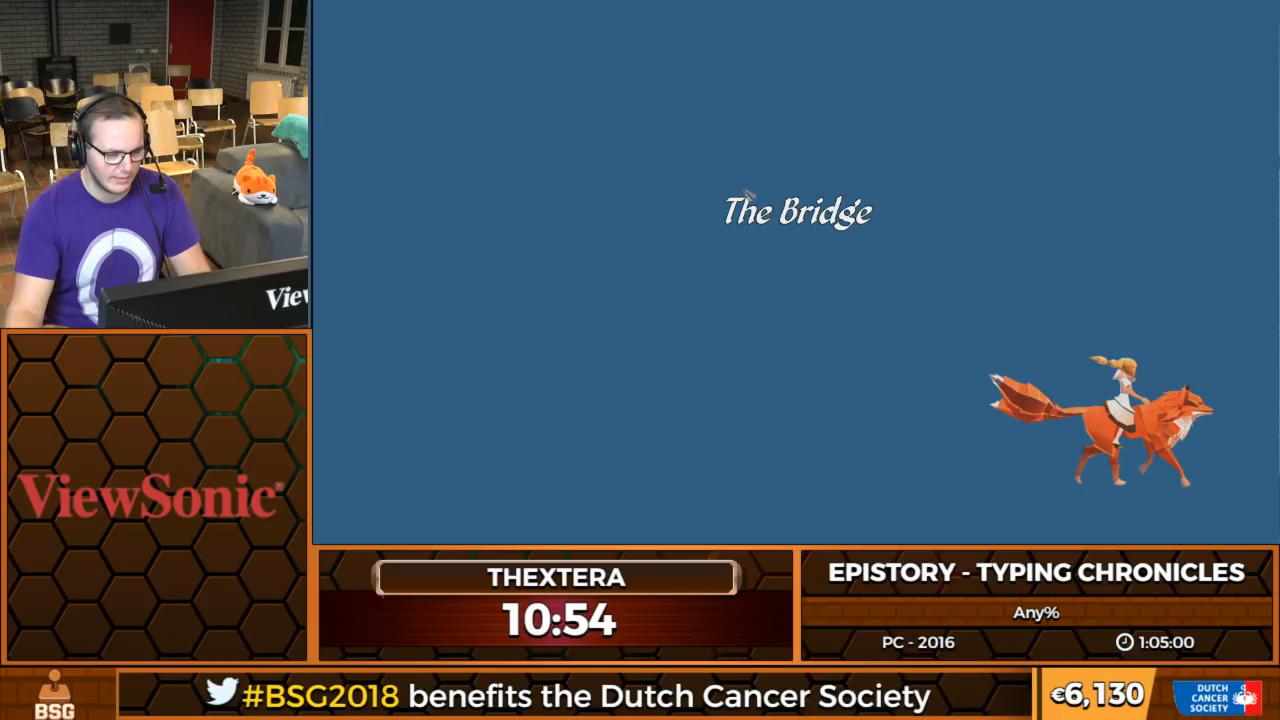 The Bridge
View
ViewSonic
THEXTERA
10:54
EPISTORY - TYPING CHRONICLES
Any%
PC - 2016
1:05:00
BSG
#BSG2018 benefits the Dutch Cancer Society
€6,130
DUTCH
CANCER
SOCIETY